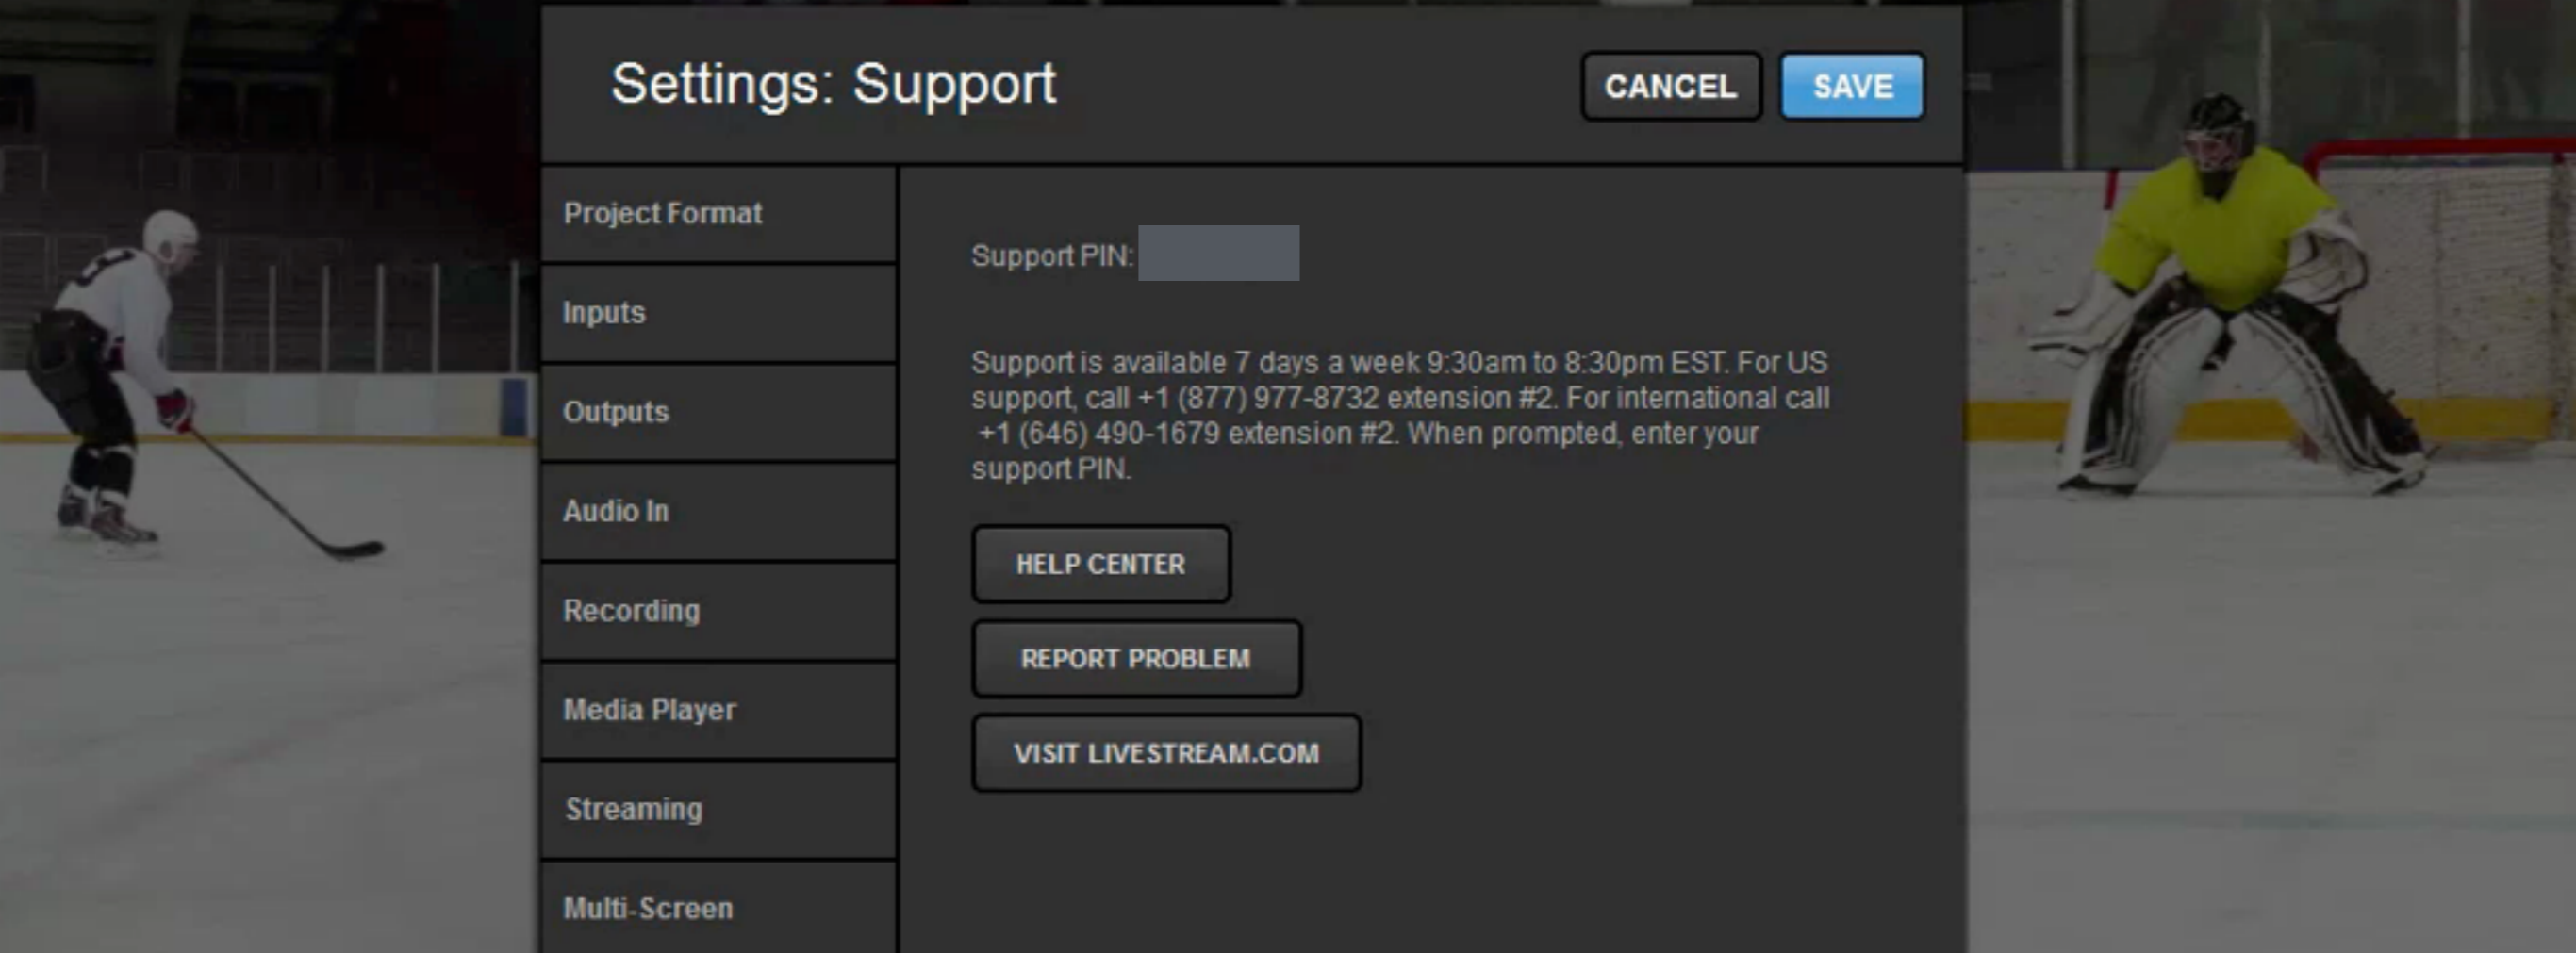 Settings: Support
CANCEL
SAVE
Project Format
Inputs
Outputs
Audio In
Recording
Media Player
Streaming
Multi-Screen
Support PIN:
Support is available 7 days a week 9:30am to 8:30pm EST. For US
support, call +1 (877) 977-8732 extension #2. For international call
+1 (646) 490-1679 extension #2. When prompted, enter your
support PIN.
HELP CENTER
REPORT PROBLEM
VISIT LIVESTREAM.COM